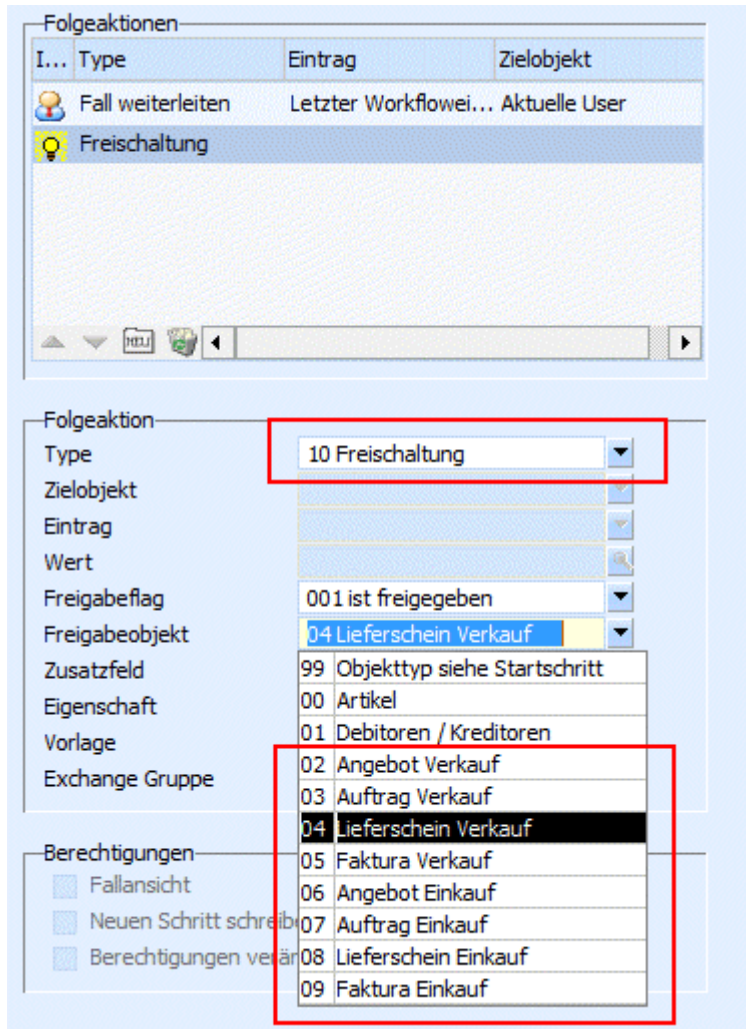 Folgeaktionen
I... Type Eintrag Zielobjekt
Fall weiterleiten Letzter Workflowei... Aktuelle User
Freischaltung
Folgeaktion
Type 10 Freischaltung
Zielobjekt
Eintrag
Wert
Freigabeflag 001 ist freigegeben
Freigabeobjekt 04 Lieferschein Verkauf
Zusatzfeld 99 Objekttyp siehe Startschritt
Eigenschaft 00 Artikel
Vorlage 01 Debitoren / Kreditoren
Exchange Gruppe 02 Angebot Verkauf
03 Auftrag Verkauf
04 Lieferschein Verkauf
Berechtigungen 05 Faktura Verkauf
Fallansicht 06 Angebot Einkauf
Neuen Schritt schreibe 07 Auftrag Einkauf
Berechtigungen verär 08 Lieferschein Einkauf
09 Faktura Einkauf